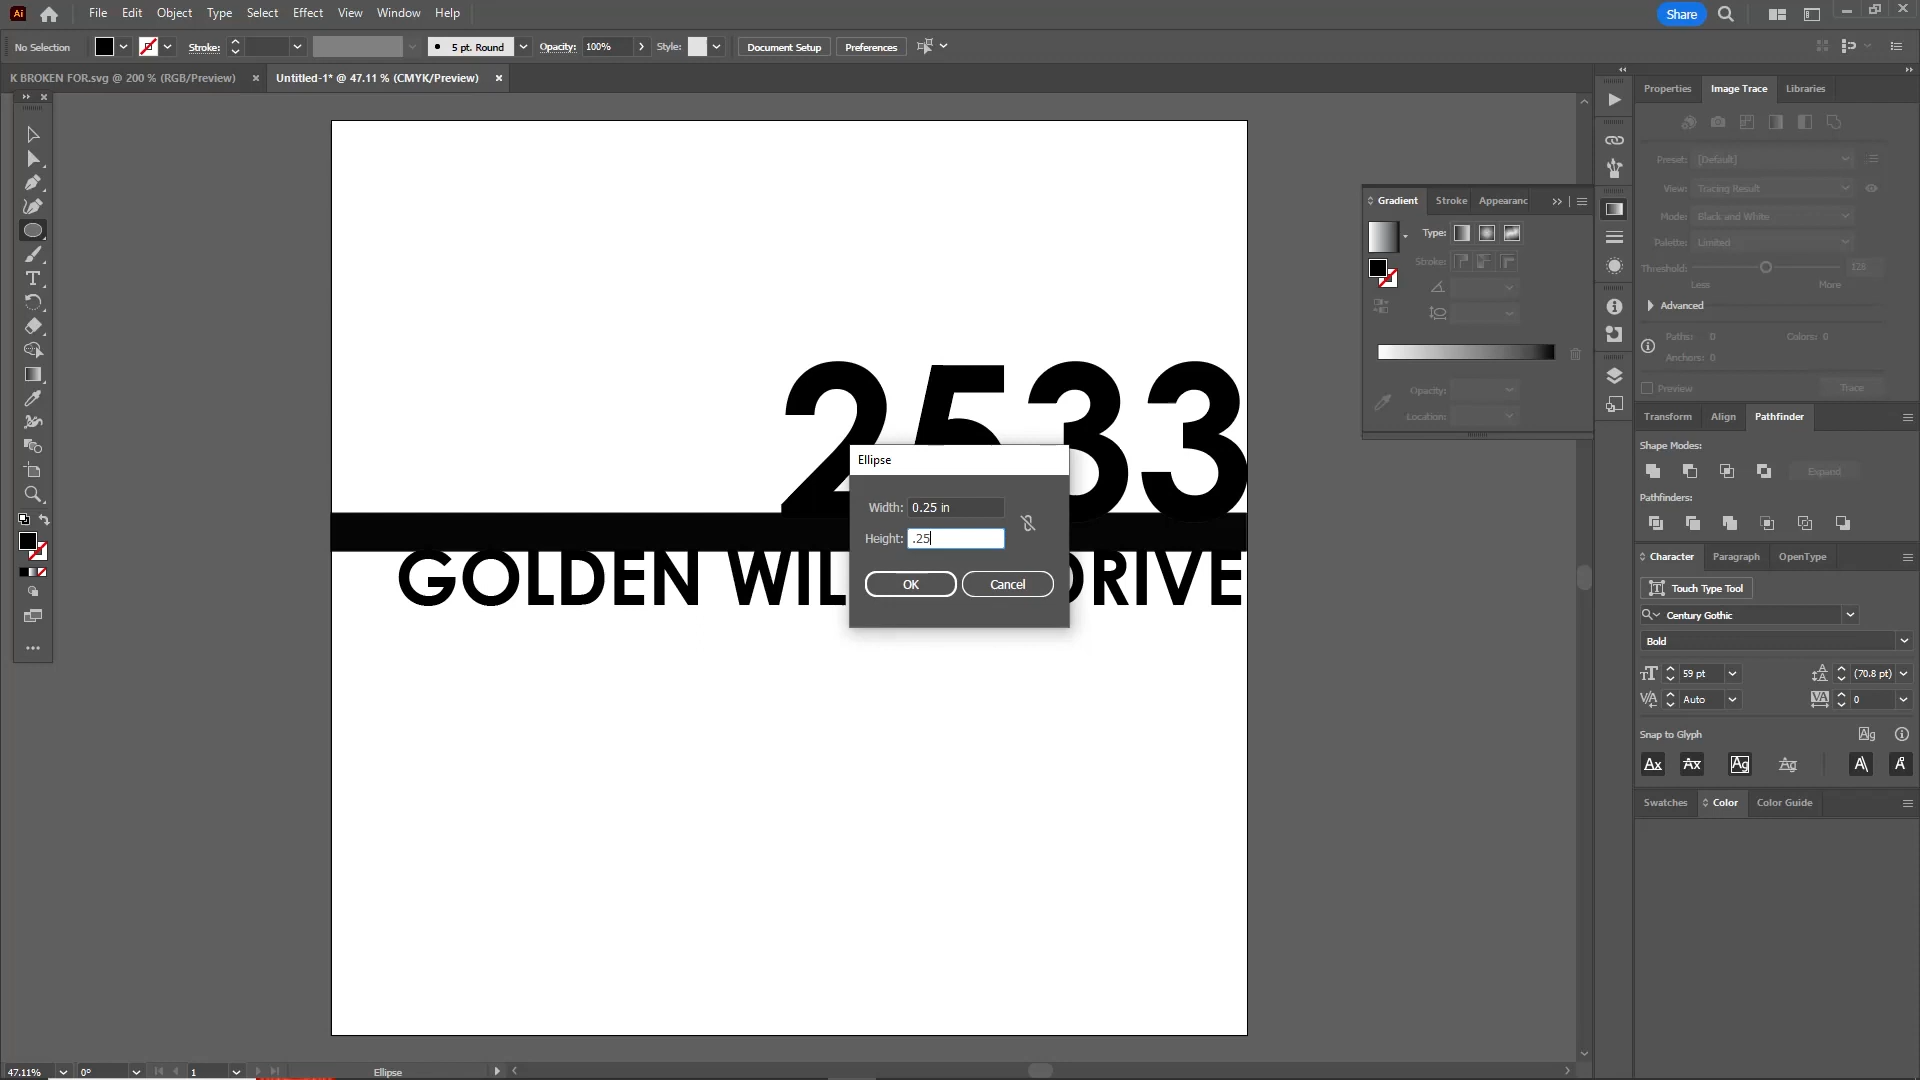 Ai File Edit Object Type Select Effect View Window Help Share
No Selection Stroke: 5 pt. Round Opacity: 100% Style: Document Setup Preferences
K BROKEN FOR.svg @ 200 % (RGB/Preview) Untitled-1* @ 47.11 % (CMYK/Preview)
Properties Image Trace Libraries
Preset: [Default]
View: Tracing Result
Mode: Black and White
Palette: Limited
Threshold: 128
Less More
Advanced
Paths: 0 Colors: 0
Anchors: 0
Preview Trace
Gradient Stroke Appearanc
Type:
Stroke:
Opacity:
Location:
2533
GOLDEN WIL DRIVE
Ellipse
Width: 0.25 in
Height: .25
OK Cancel
Transform Align Pathfinder
Shape Modes:
Expand
Pathfinders:
Character Paragraph OpenType
Touch Type Tool
Century Gothic
Bold
59 pt (70.8 pt)
Auto 0
Snap to Glyph
Swatches Color Color Guide
47.11% 0° 1 Ellipse